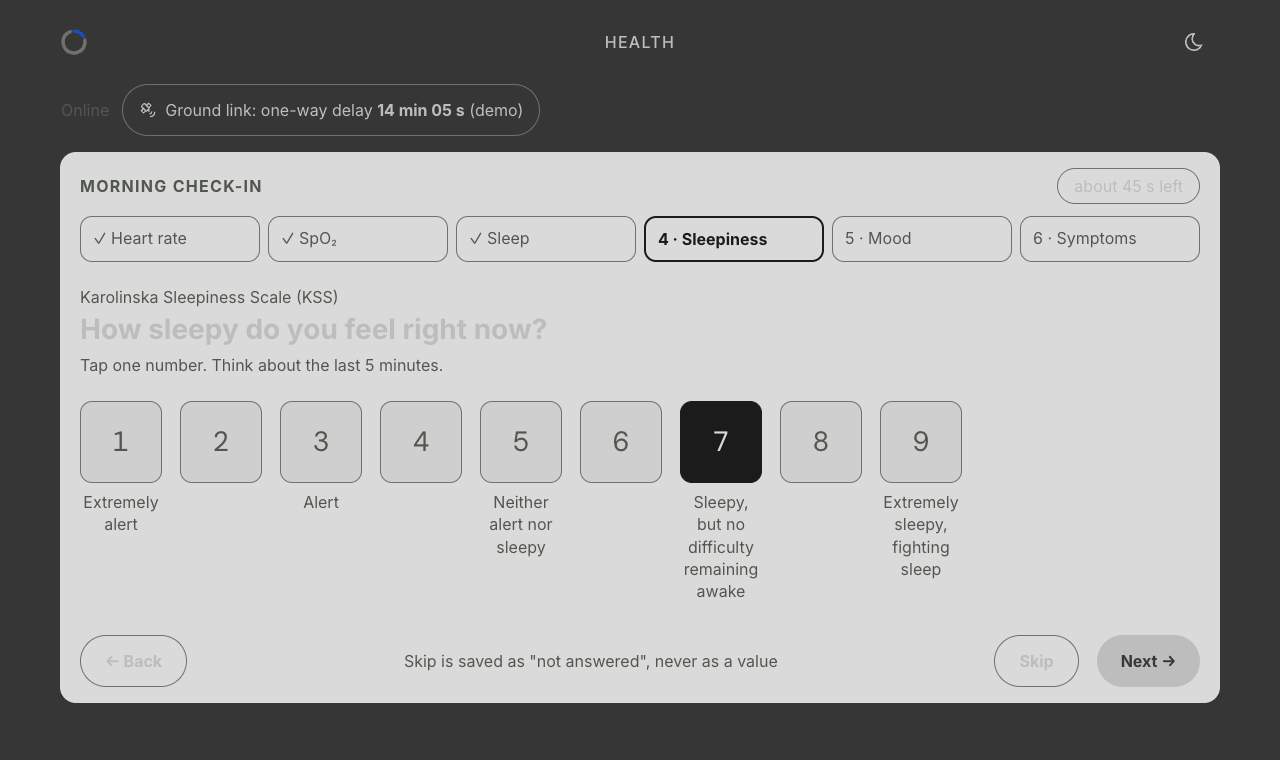 HEALTH
Online
Ground link: one-way delay 14 min 05 s (demo)
MORNING CHECK-IN
about 45 s left
✓ Heart rate
✓ SpO₂
✓ Sleep
4 · Sleepiness
5 · Mood
6 · Symptoms
Karolinska Sleepiness Scale (KSS)
How sleepy do you feel right now?
Tap one number. Think about the last 5 minutes.
1
2
3
4
5
6
7
8
9
Extremely
alert
Alert
Neither
alert nor
sleepy
Sleepy,
but no
difficulty
remaining
awake
Extremely
sleepy,
fighting
sleep
← Back
Skip is saved as "not answered", never as a value
Skip
Next →